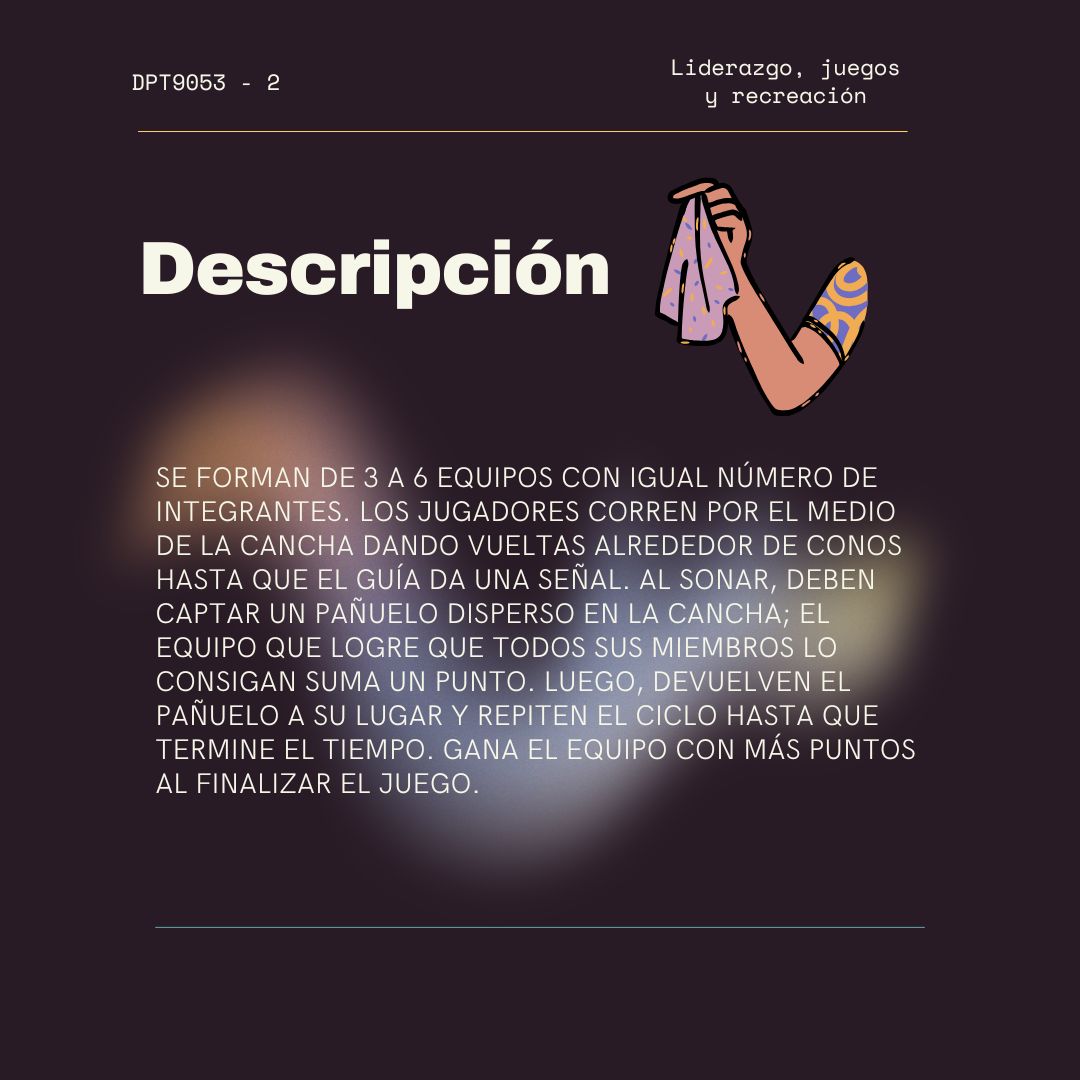 DPT9053 - 2
Liderazgo, juegos
y recreación
Descripción
SE FORMAN DE 3 A 6 EQUIPOS CON IGUAL NÚMERO DE
INTEGRANTES. LOS JUGADORES CORREN POR EL MEDIO
DE LA CANCHA DANDO VUELTAS ALREDEDOR DE CONOS
HASTA QUE EL GUÍA DA UNA SEÑAL. AL SONAR, DEBEN
CAPTAR UN PAÑUELO DISPERSO EN LA CANCHA; EL
EQUIPO QUE LOGRE QUE TODOS SUS MIEMBROS LO
CONSIGAN SUMA UN PUNTO. LUEGO, DEVUELVEN EL
PAÑUELO A SU LUGAR Y REPITEN EL CICLO HASTA QUE
TERMINE EL TIEMPO. GANA EL EQUIPO CON MÁS PUNTOS
AL FINALIZAR EL JUEGO.